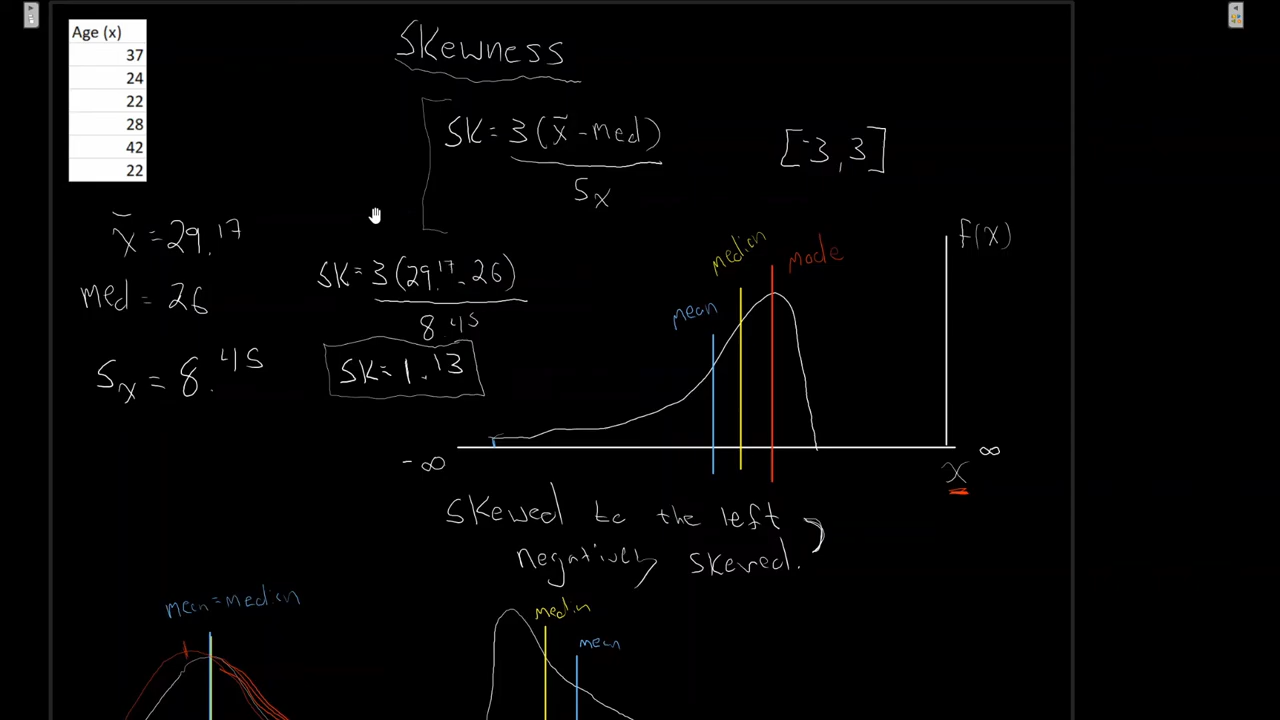 Age (x)
37
24
22
28
42
22
Skewness
SK = 3(x̄ - med)
Sx
[-3, 3]
x̄ = 29.17
med = 26
Sx = 8.45
SK = 3(29.17 - 26)
8.45
SK = 1.13
mean
median
mode
f(x)
-∞
∞
x
Skewed to the left
negatively skewed.
mean = median
median
mean